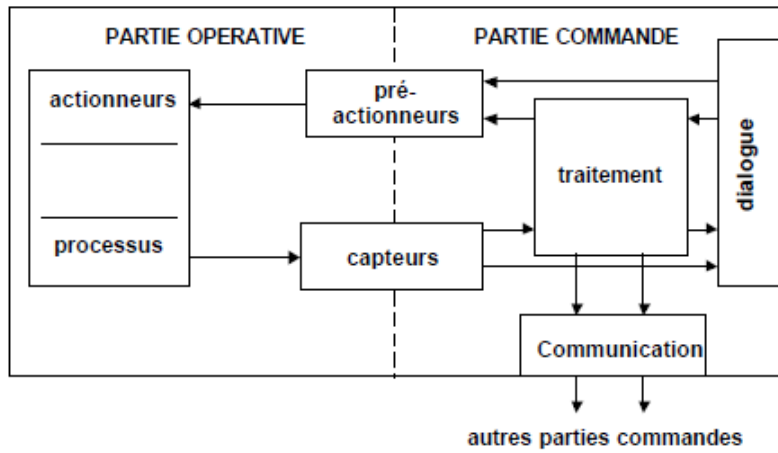 PARTIE OPERATIVE
PARTIE COMMANDE
actionneurs
processus
pré-
actionneurs
capteurs
traitement
dialogue
Communication
autres parties commandes